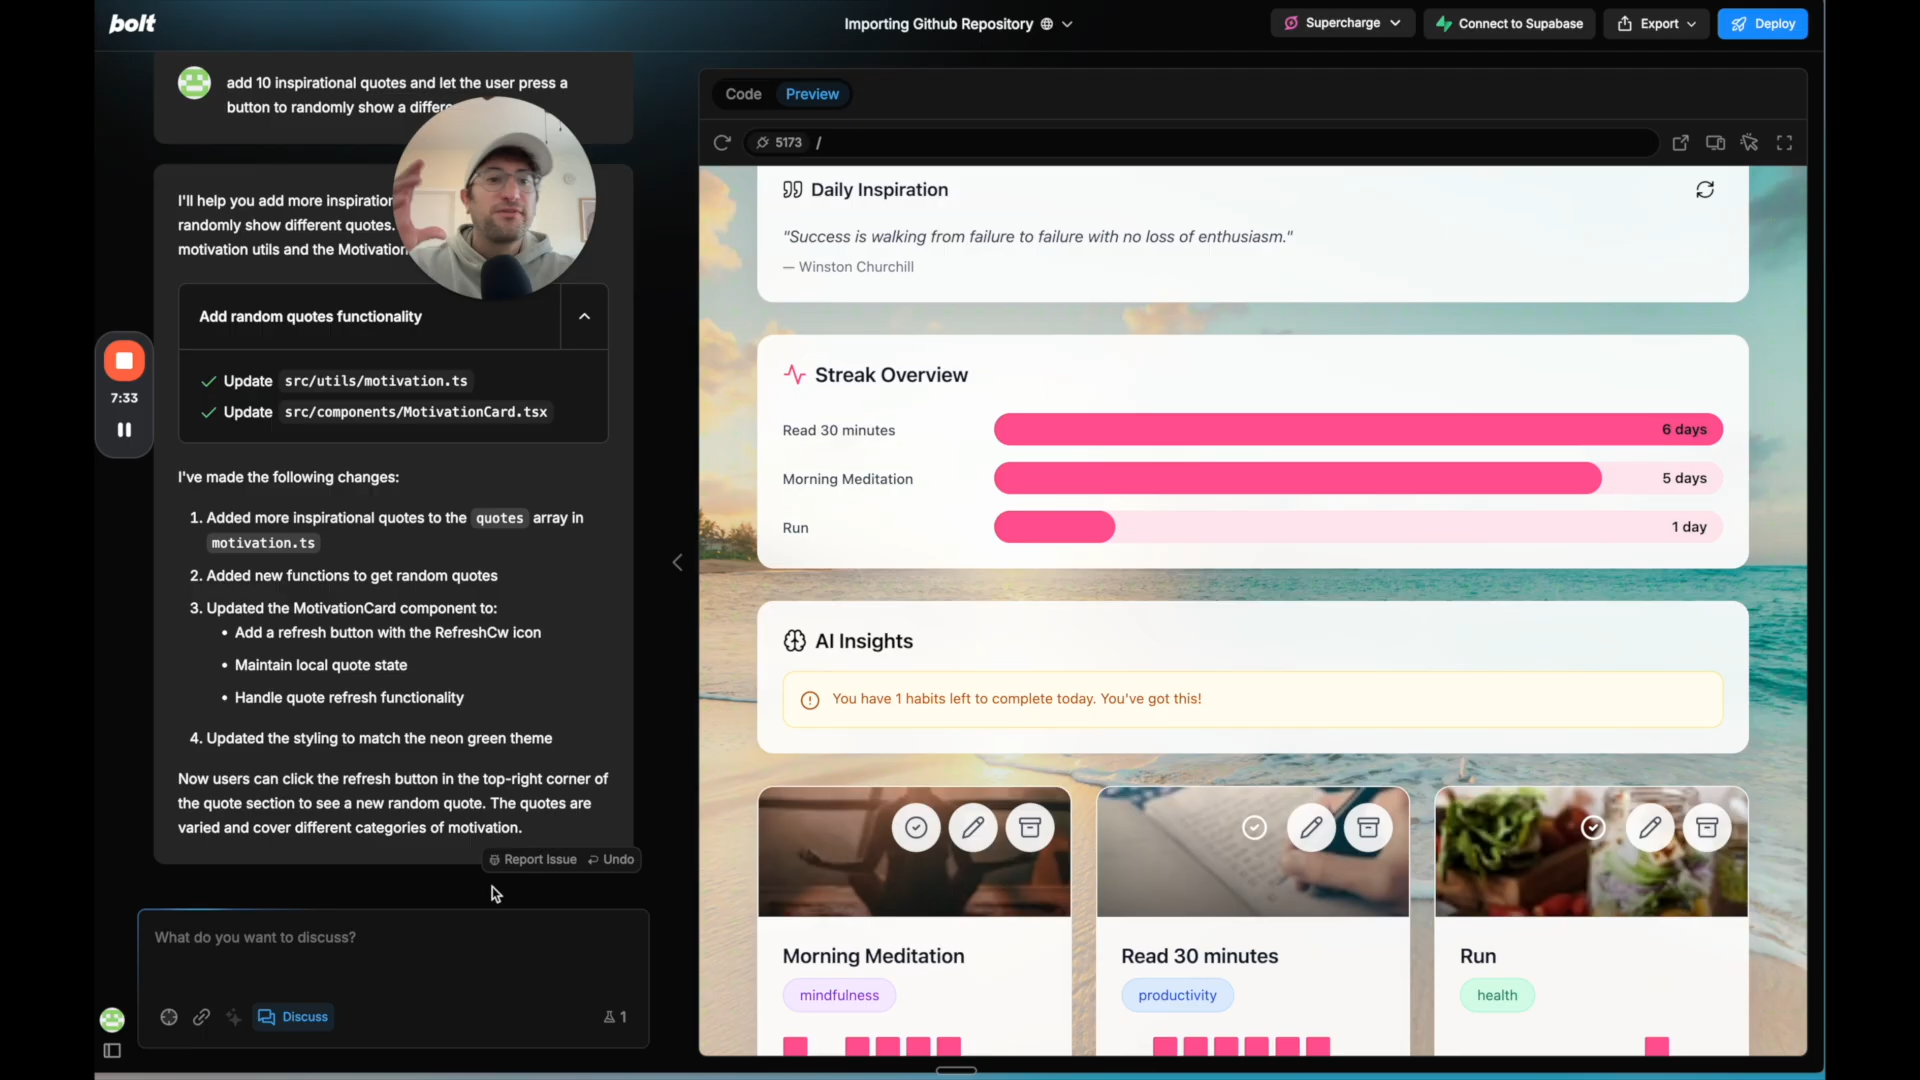 bolt
Importing Github Repository
Supercharge
Connect to Supabase
Export
Deploy
add 10 inspirational quotes and let the user press a
button to randomly show a
I'll help you add more
randomly show different quotes.
motivation utils and the
Add random quotes functionality
Update src/utils/motivation.ts
Update src/components/MotivationCard.tsx
7:33
I've made the following changes:
1. Added more inspirational quotes to the quotes array in
motivation.ts
2. Added new functions to get random quotes
3. Updated the MotivationCard component to:
• Add a refresh button with the RefreshCw icon
• Maintain local quote state
• Handle quote refresh functionality
4. Updated the styling to match the neon green theme
Now users can click the refresh button in the top-right corner of
the quote section to see a new random quote. The quotes are
varied and cover different categories of motivation.
Report Issue
Undo
What do you want to discuss?
Discuss
1
Code
Preview
5173 /
Daily Inspiration
"Success is walking from failure to failure with no loss of enthusiasm."
— Winston Churchill
Streak Overview
Read 30 minutes
6 days
Morning Meditation
5 days
Run
1 day
AI Insights
You have 1 habits left to complete today. You've got this!
Morning Meditation
mindfulness
Read 30 minutes
productivity
Run
health